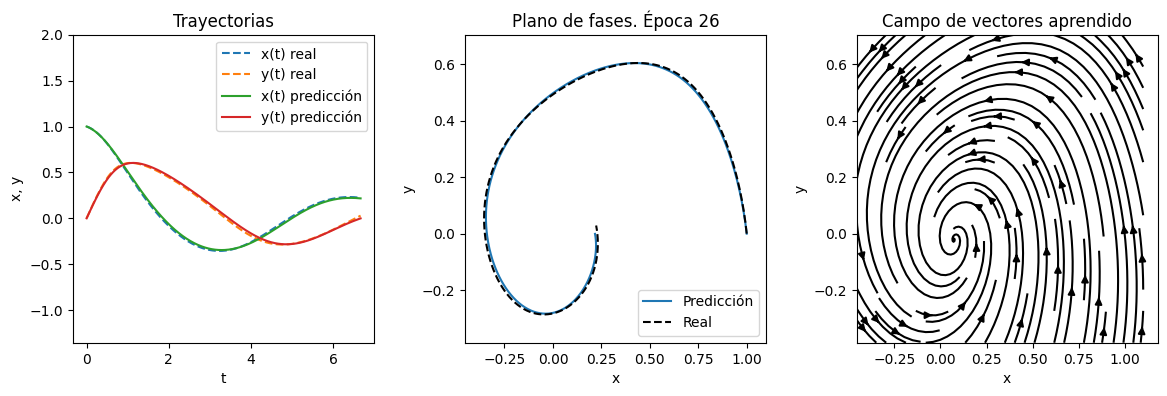 Trayectorias
2.0
1.5
1.0
0.5
0.0
−0.5
−1.0
x, y
0 2 4 6
t
x(t) real
y(t) real
x(t) predicción
y(t) predicción
Plano de fases. Época 26
0.6
0.4
0.2
0.0
−0.2
y
−0.25 0.00 0.25 0.50 0.75 1.00
x
Predicción
Real
Campo de vectores aprendido
0.6
0.4
0.2
0.0
−0.2
y
−0.25 0.00 0.25 0.50 0.75 1.00
x